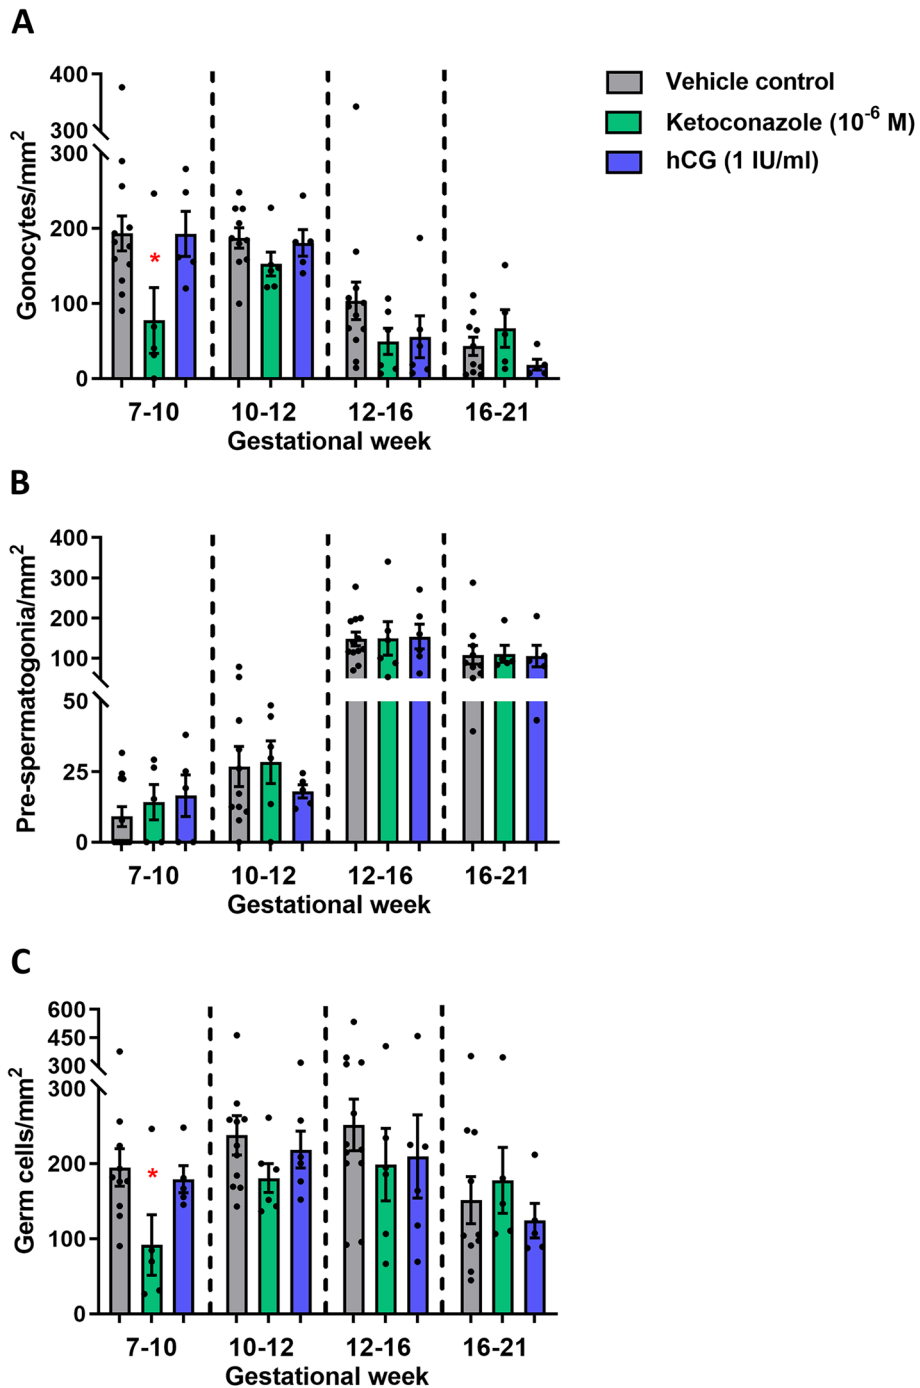 A
Gonocytes/mm²
400
300
300
200
100
0
7-10
10-12
12-16
16-21
Gestational week
Vehicle control
Ketoconazole (10⁻⁶ M)
hCG (1 IU/ml)
*
B
Pre-spermatogonia/mm²
400
300
200
100
50
25
0
7-10
10-12
12-16
16-21
Gestational week
C
Germ cells/mm²
600
450
300
300
200
100
0
*
7-10
10-12
12-16
16-21
Gestational week